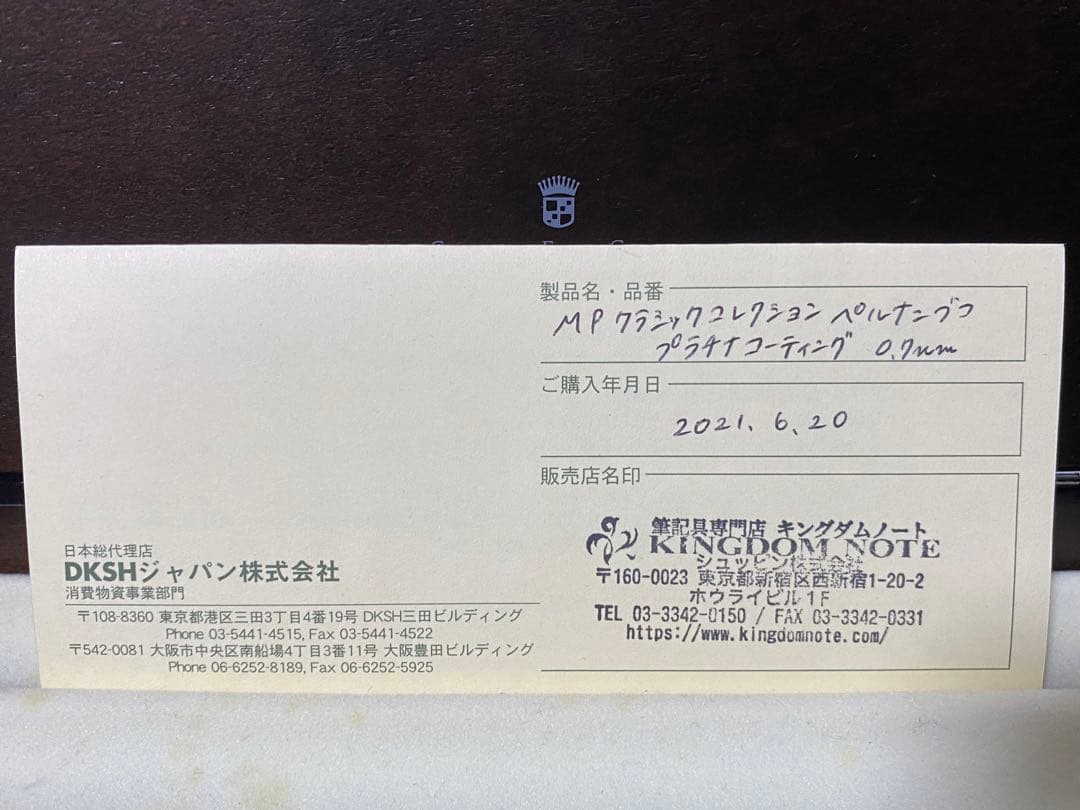 製品名・品番
MP クラシックコレクション ペルナンブコ
プラチナコーティング 0.7mm
ご購入年月日
2021. 6. 20
販売店名印
筆記具専門店 キングダムノート
KINGDOM NOTE
シュッピン株式会社
〒160-0023 東京都新宿区西新宿1-20-2
ホウライビル1F
TEL 03-3342-0150 / FAX 03-3342-0331
https://www.kingdomnote.com/
日本総代理店
DKSHジャパン株式会社
消費物資事業部門
〒108-8360 東京都港区三田3丁目4番19号 DKSH三田ビルディング
Phone 03-5441-4515, Fax 03-5441-4522
〒542-0081 大阪市中央区南船場4丁目3番11号 大阪豊田ビルディング
Phone 06-6252-8189, Fax 06-6252-5925